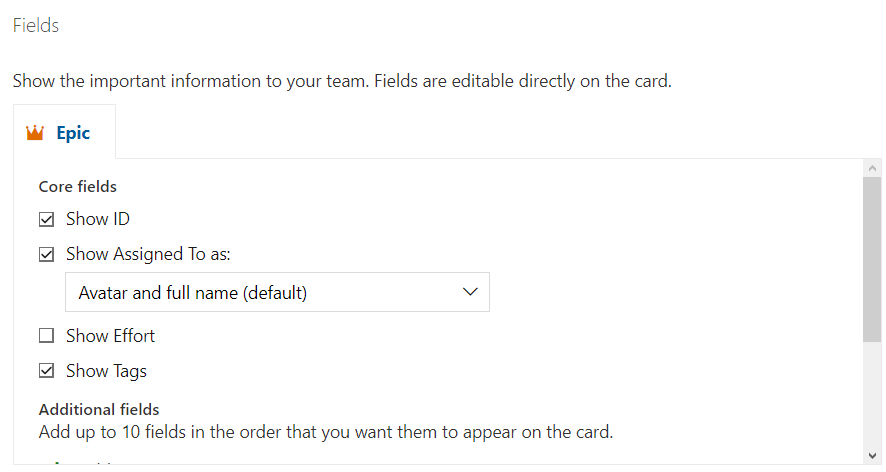 Fields
Show the important information to your team. Fields are editable directly on the card.
Epic
Core fields
Show ID
Show Assigned To as:
Avatar and full name (default)
Show Effort
Show Tags
Additional fields
Add up to 10 fields in the order that you want them to appear on the card.